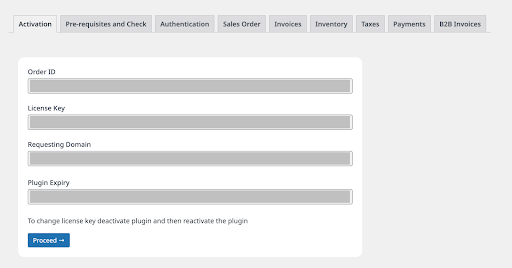 Activation Pre-requisites and Check Authentication Sales Order Invoices Inventory Taxes Payments B2B Invoices
Order ID
License Key
Requesting Domain
Plugin Expiry
To change license key deactivate plugin and then reactivate the plugin
Proceed →